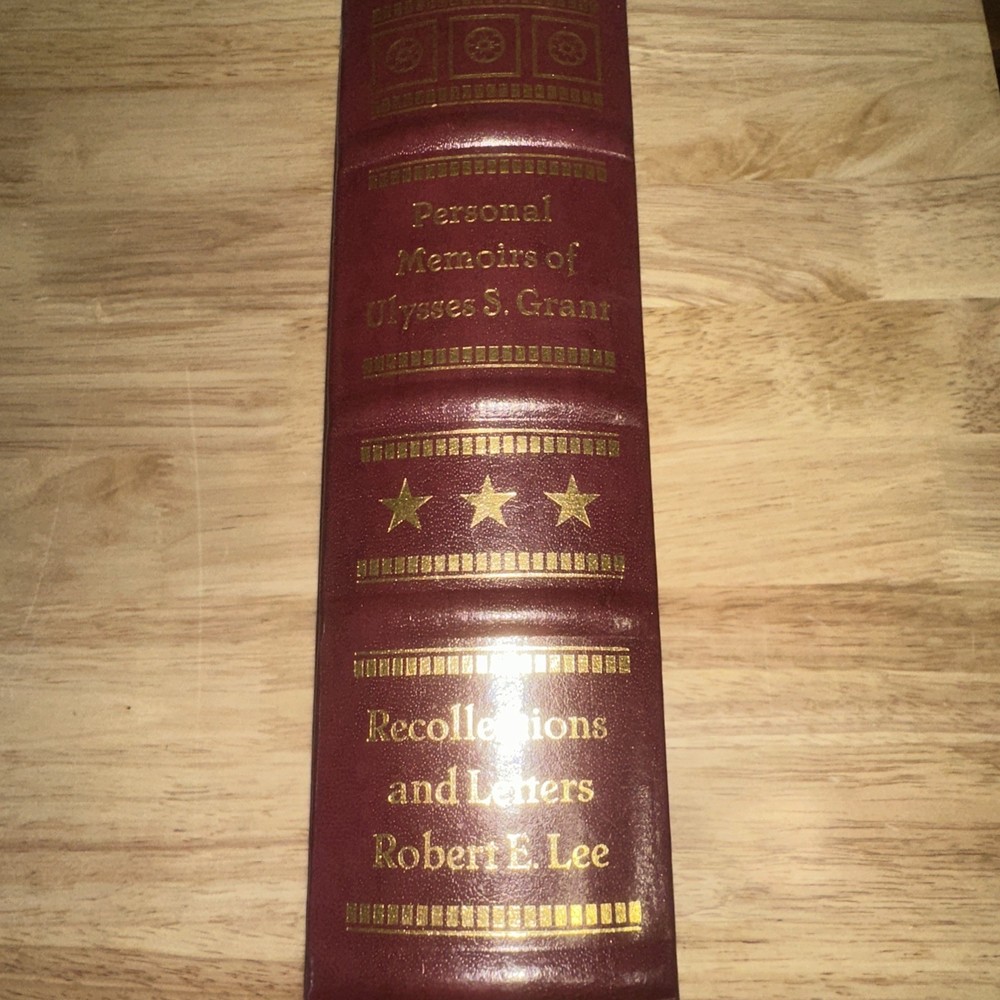 Personal
Memoirs of
Ulysses S. Grant
Recollections
and Letters
Robert E. Lee